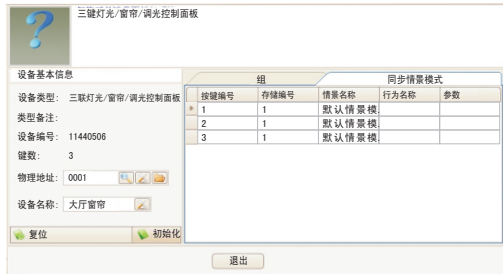 三键灯光/窗帘/调光控制面板
设备基本信息
设备类型: 三联灯光/窗帘/调光控制面板
类型备注:
设备编号: 11440506
键数: 3
物理地址: 0001
设备名称: 大厅窗帘
复位 初始化
组 同步情景模式
按键编号 存储编号 情景名称 行为名称 参数
1 1 默认情景模
2 1 默认情景模
3 1 默认情景模
退出